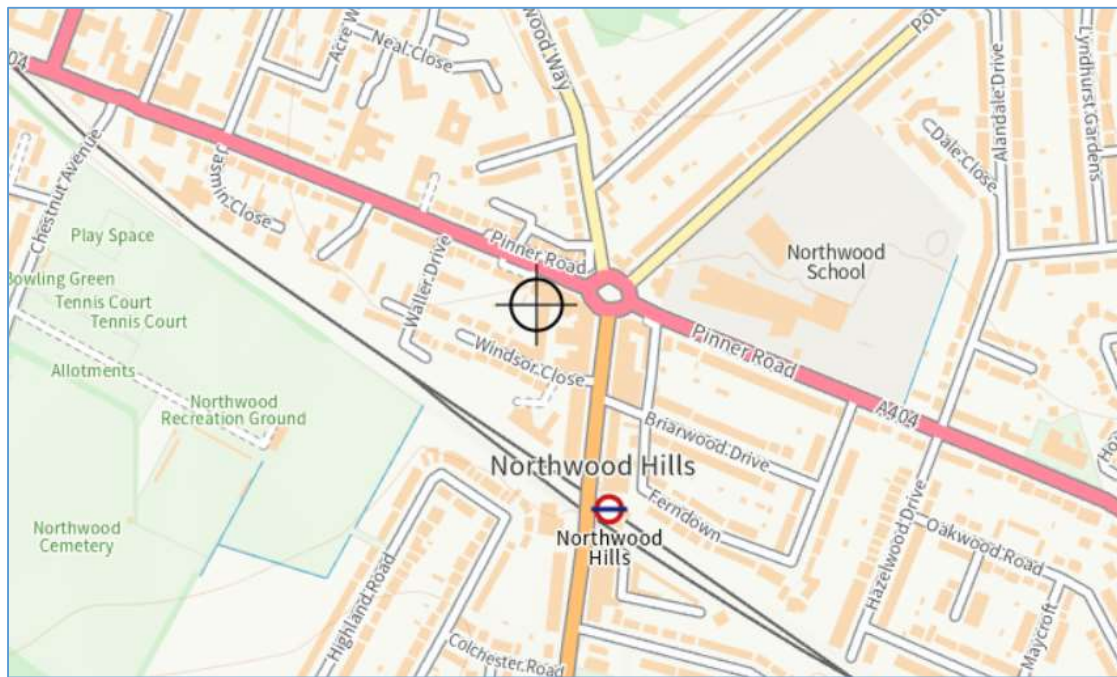 04
Acre W
Neal Close
wood Way
Pot
Alandale Drive
Lyndhurst Gardens
Dale Close
Chestnut Avenue
Jasmin Close
Play Space
Bowling Green
Tennis Court
Tennis Court
Pinner Road
Waller Drive
Northwood
School
Windsor Close
Pinner Road
Allotments
Northwood
Recreation Ground
A404
Briarwood Drive
Ho
Northwood Hills
Ferndown
Northwood
Hills
Northwood
Cemetery
Hazelwood Drive
Oakwood Road
Highland Road
Colchester Road
Maycroft